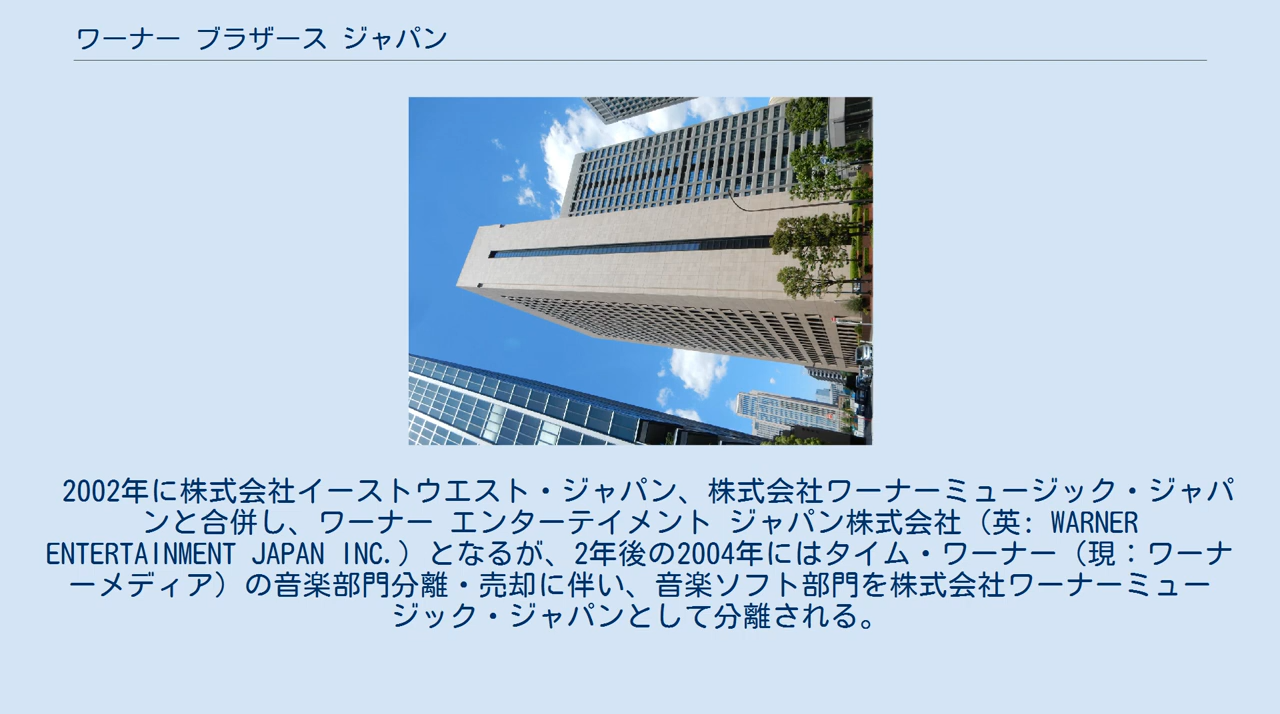 ワーナー ブラザース ジャパン
2002年に株式会社イーストウエスト・ジャパン、株式会社ワーナーミュージック・ジャパ
ンと合併し、ワーナー エンターテイメント ジャパン株式会社（英: WARNER
ENTERTAINMENT JAPAN INC.）となるが、2年後の2004年にはタイム・ワーナー（現：ワーナ
ーメディア）の音楽部門分離・売却に伴い、音楽ソフト部門を株式会社ワーナーミュー
ジック・ジャパンとして分離される。